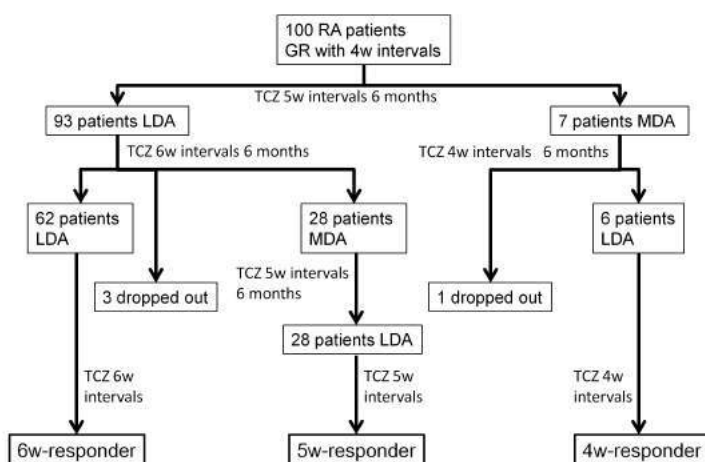 100 RA patients
GR with 4w intervals
TCZ 5w intervals 6 months
93 patients LDA
7 patients MDA
TCZ 6w intervals 6 months
TCZ 4w intervals 6 months
62 patients
LDA
28 patients
MDA
6 patients
LDA
TCZ 5w intervals
6 months
3 dropped out
1 dropped out
28 patients LDA
TCZ 6w
intervals
TCZ 5w
intervals
TCZ 4w
intervals
6w-responder
5w-responder
4w-responder